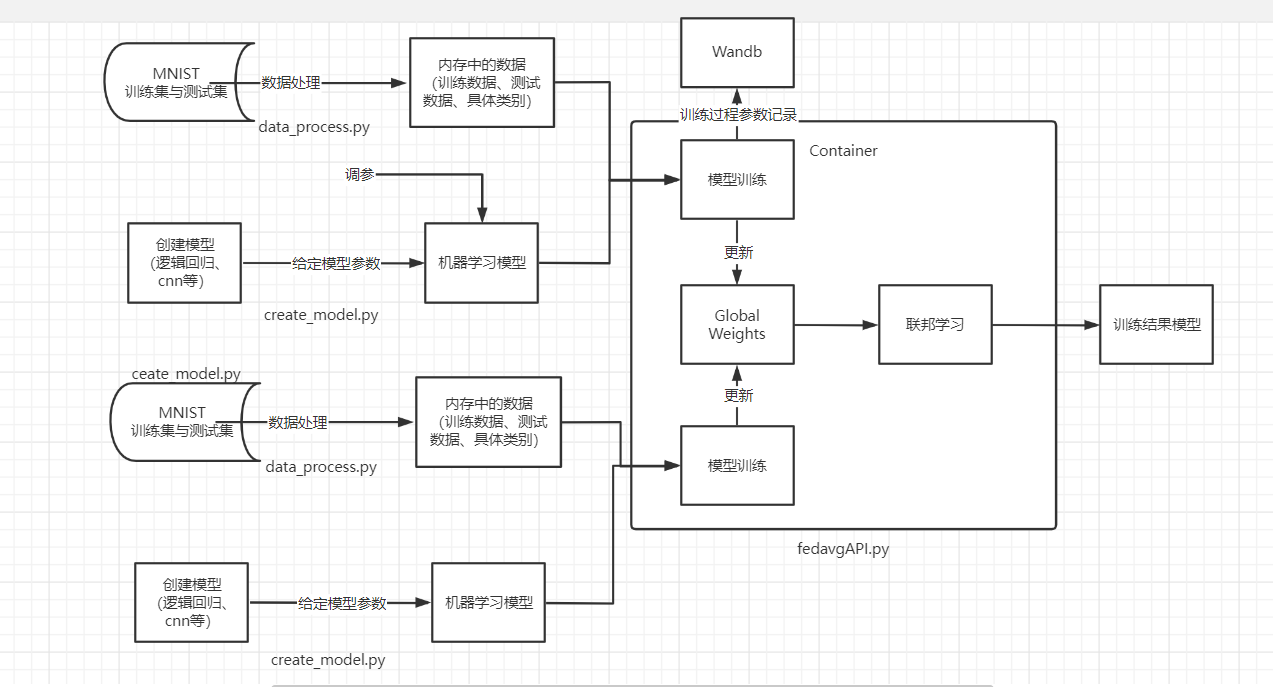 Wandb
MNIST
训练集与测试集
数据处理
data_process.py
内存中的数据
（训练数据、测试
数据、具体类别）
训练过程参数记录
Container
调参
模型训练
创建模型
（逻辑回归、
cnn等）
给定模型参数
create_model.py
机器学习模型
更新
Global
Weights
联邦学习
训练结果模型
ceate_model.py
MNIST
训练集与测试集
数据处理
data_process.py
内存中的数据
（训练数据、测试
数据、具体类别）
更新
模型训练
fedavgAPI.py
创建模型
（逻辑回归、
cnn等）
给定模型参数
create_model.py
机器学习模型